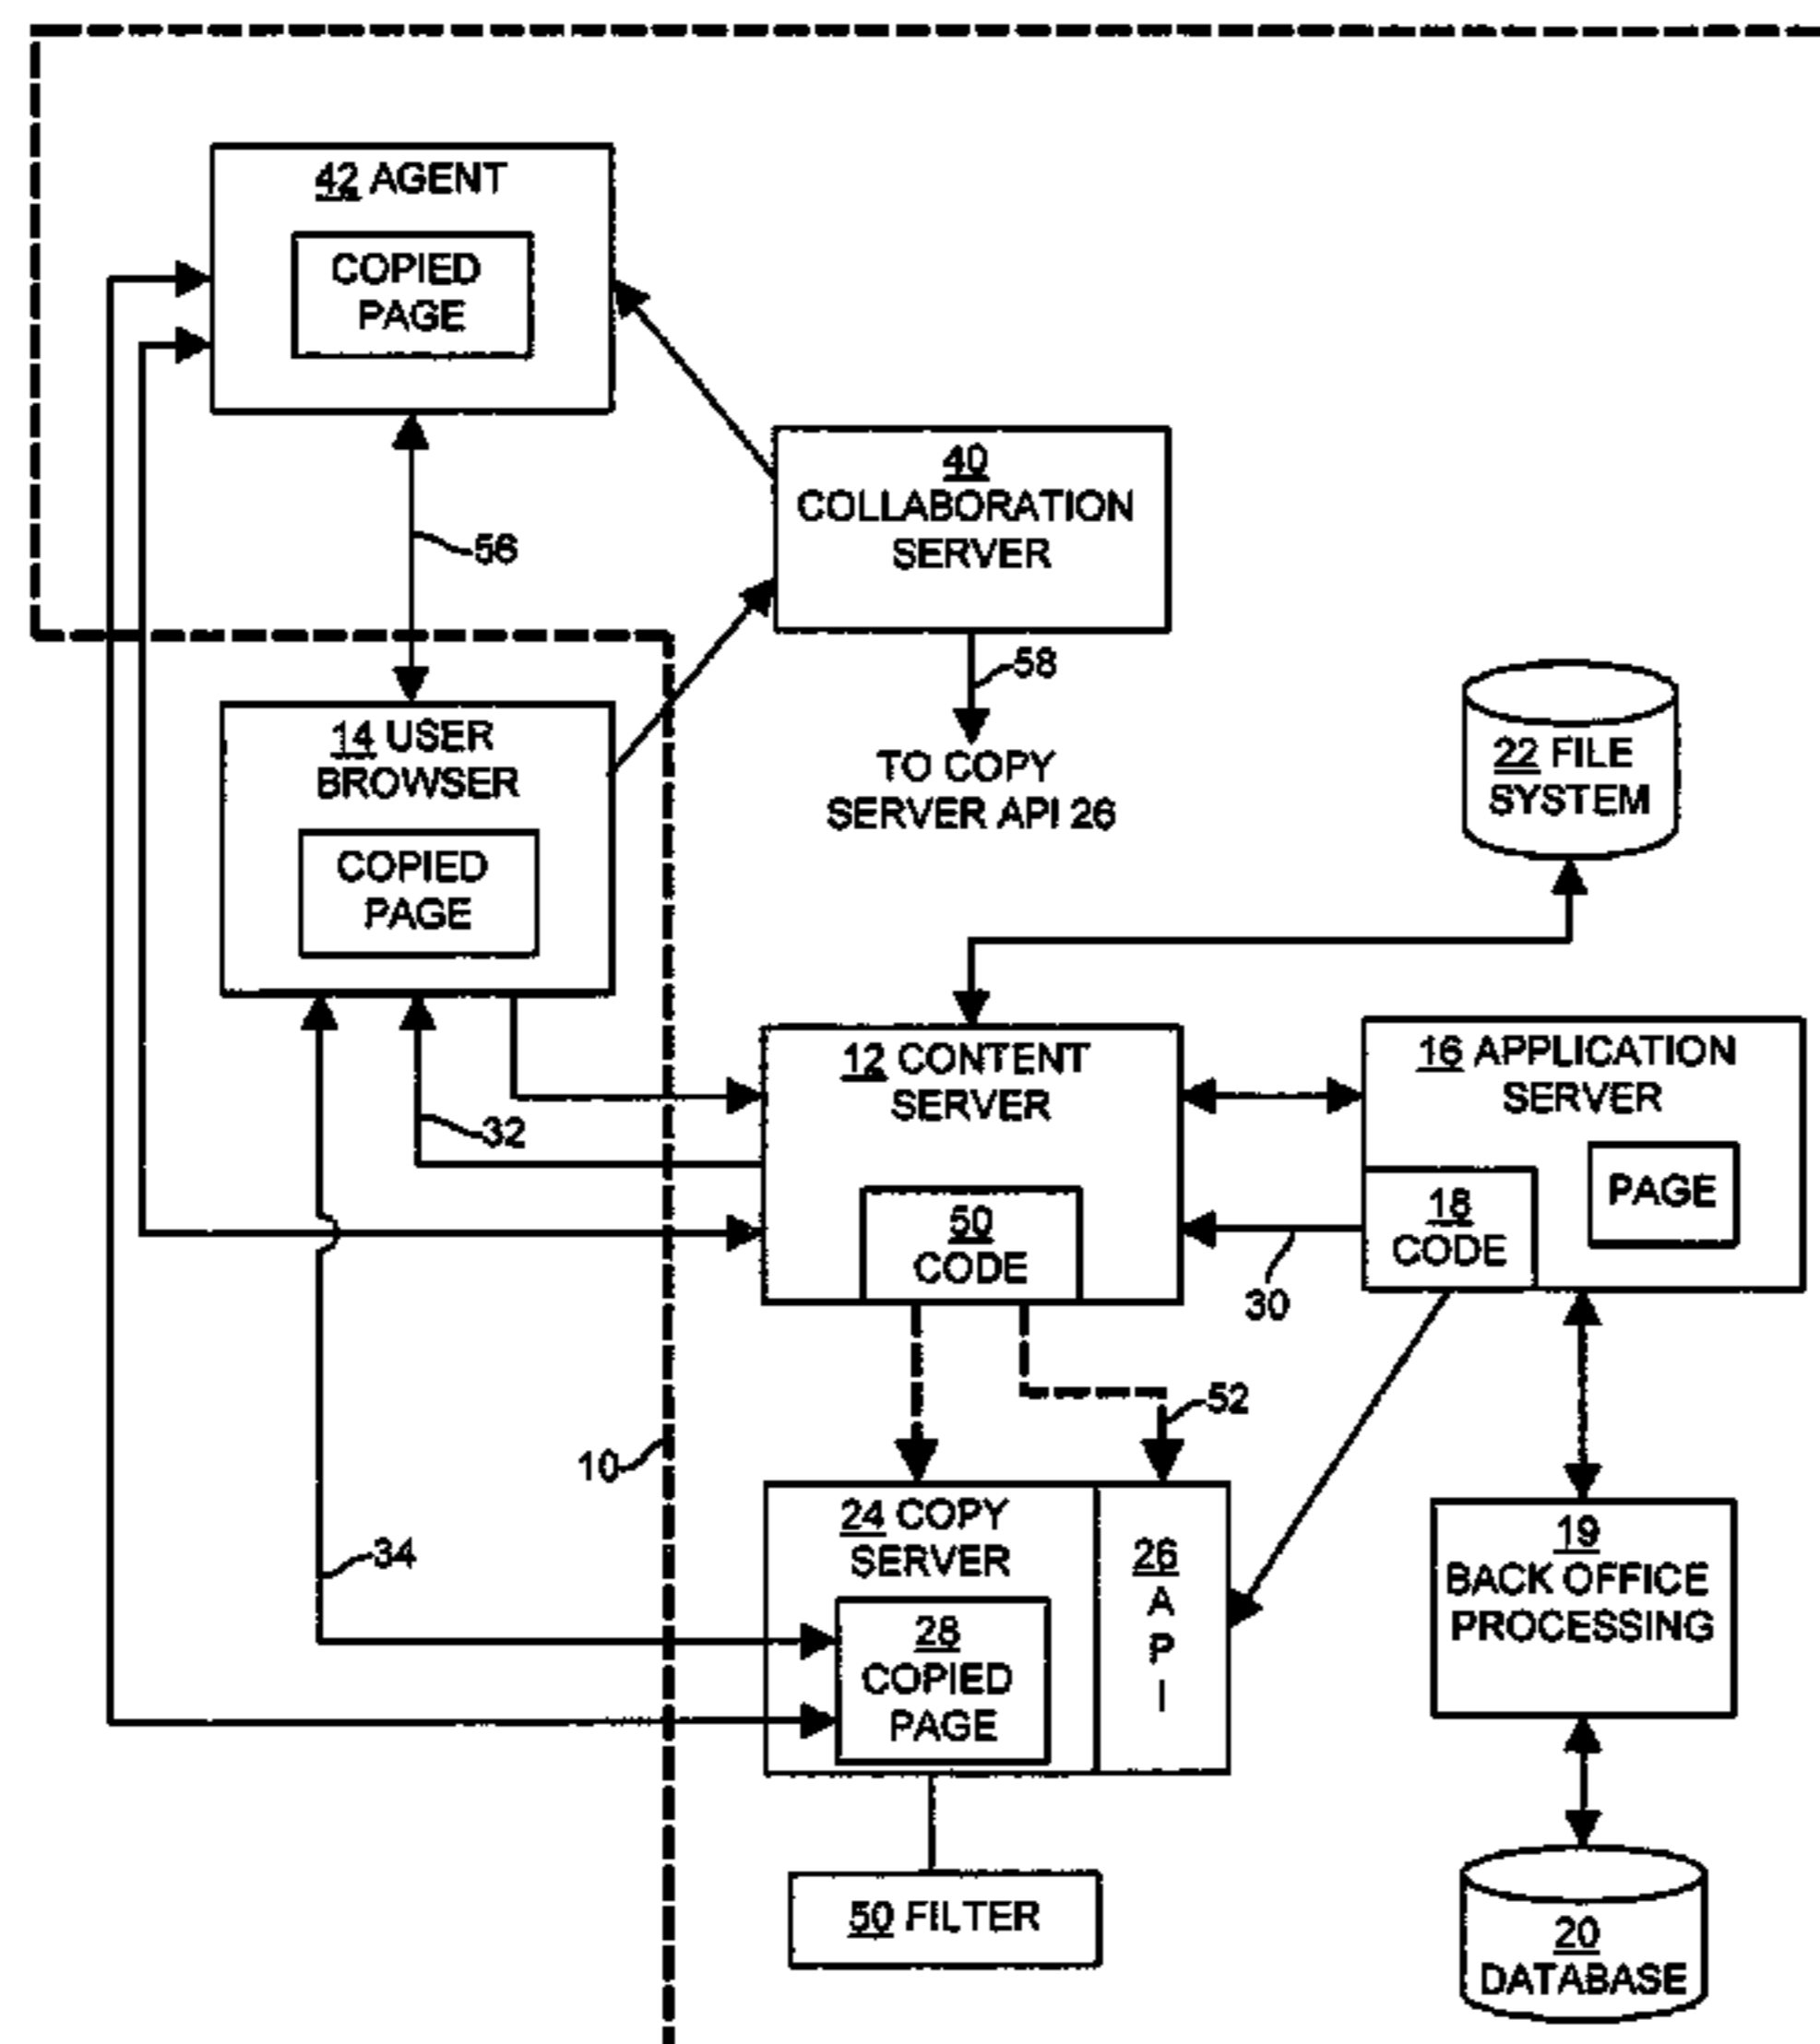 42 AGENT
COPIED
PAGE
40
COLLABORATION
SERVER
56
58
TO COPY
SERVER API 26
14 USER
BROWSER
COPIED
PAGE
22 FILE
SYSTEM
12 CONTENT
SERVER
50
CODE
16 APPLICATION
SERVER
PAGE
18
CODE
32
30
52
10
34
24 COPY
SERVER
28
COPIED
PAGE
26
A
P
I
19
BACK OFFICE
PROCESSING
50 FILTER
20
DATABASE